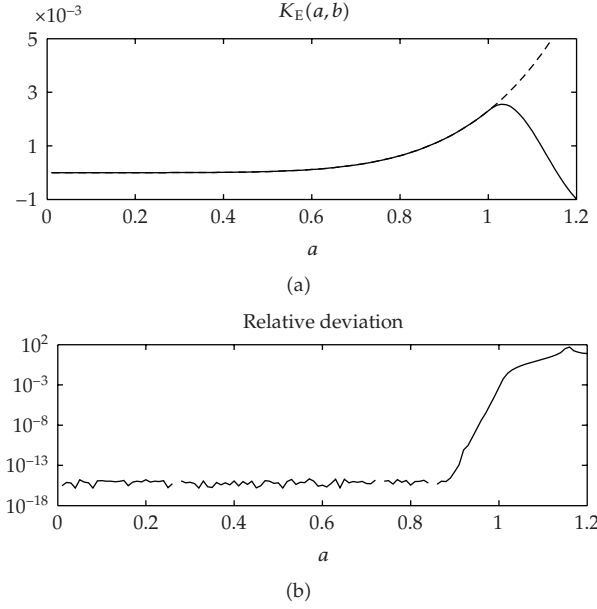 K_E(a, b)
×10⁻³
5
3
1
−1
0 0.2 0.4 0.6 0.8 1 1.2
a
(a)
Relative deviation
10²
10⁻³
10⁻⁸
10⁻¹³
10⁻¹⁸
0 0.2 0.4 0.6 0.8 1 1.2
a
(b)